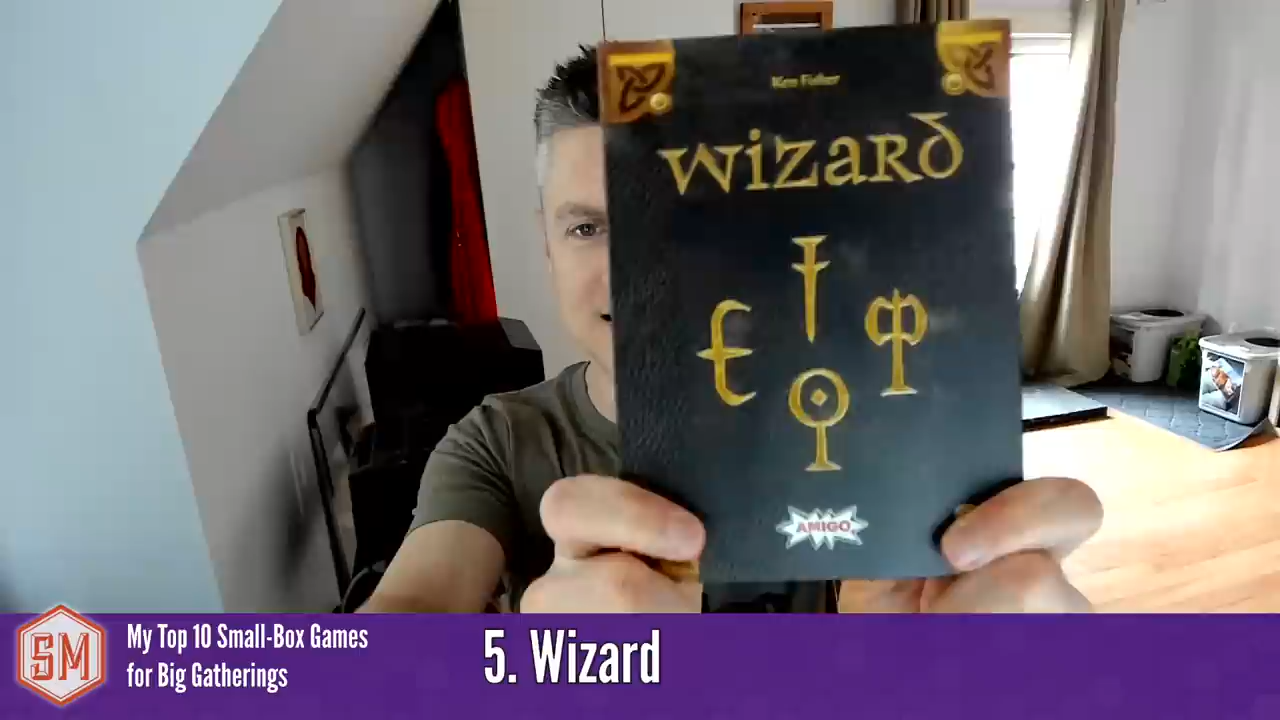 Ken Fisher
WIZARD
AMIGO
SM
My Top 10 Small-Box Games
for Big Gatherings
5. Wizard